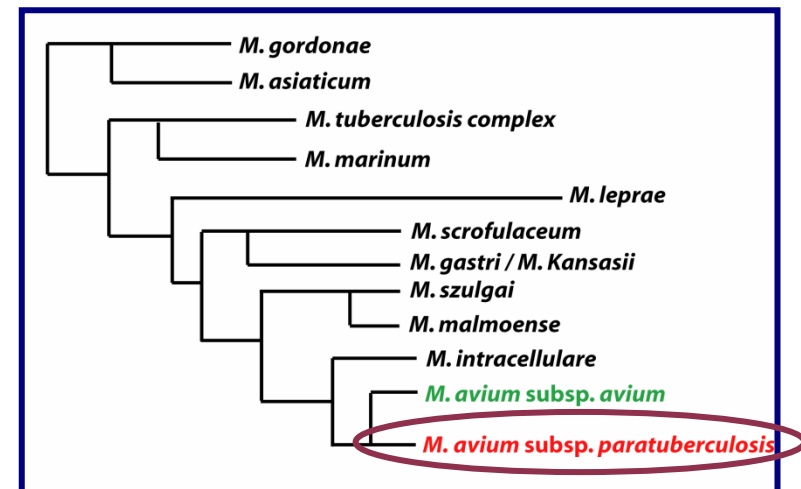 M. gordonae
M. asiaticum
M. tuberculosis complex
M. marinum
M. leprae
M. scrofulaceum
M. gastri / M. Kansasii
M. szulgai
M. malmoense
M. intracellulare
M. avium subsp. avium
M. avium subsp. paratuberculosis